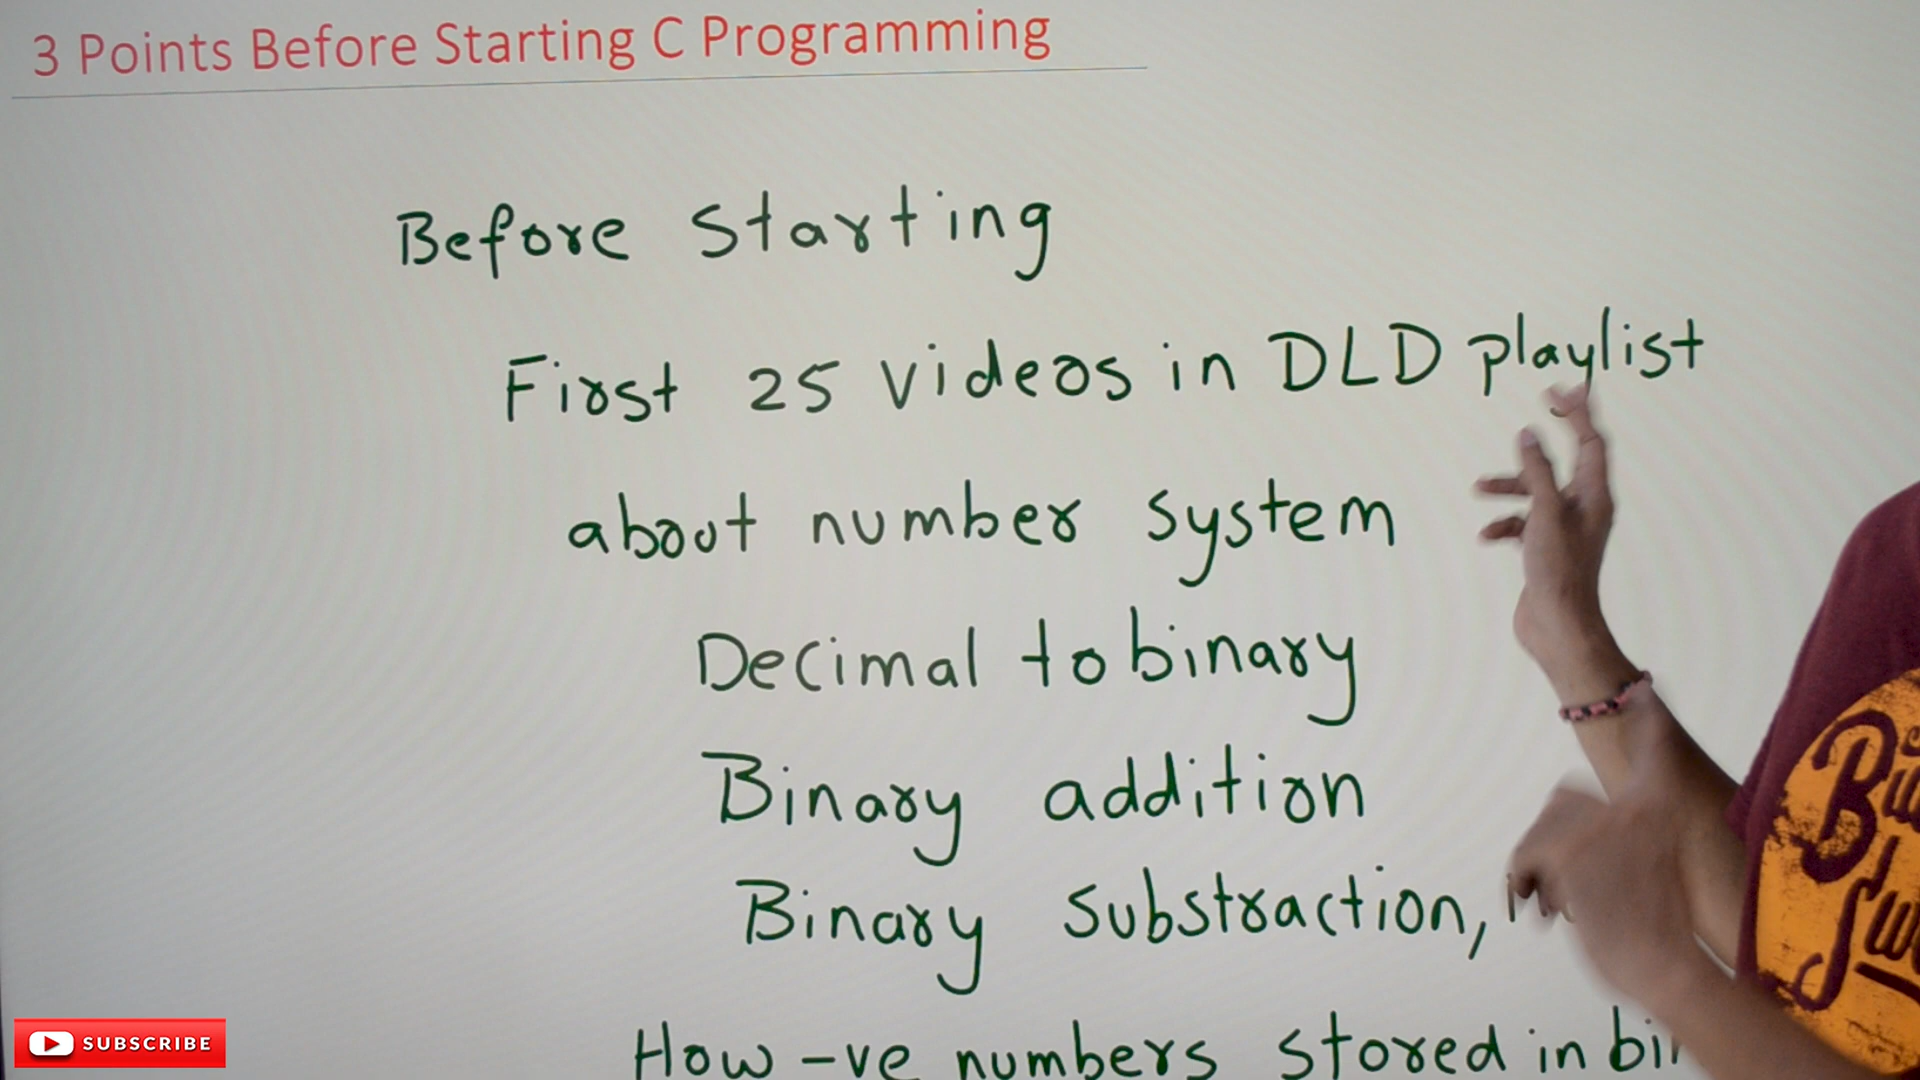 3 Points Before Starting C Programming
Before Starting
First 25 videos in DLD playlist
about number system
Decimal to binary
Binary addition
Binary substraction,
How -ve numbers stored in
SUBSCRIBE